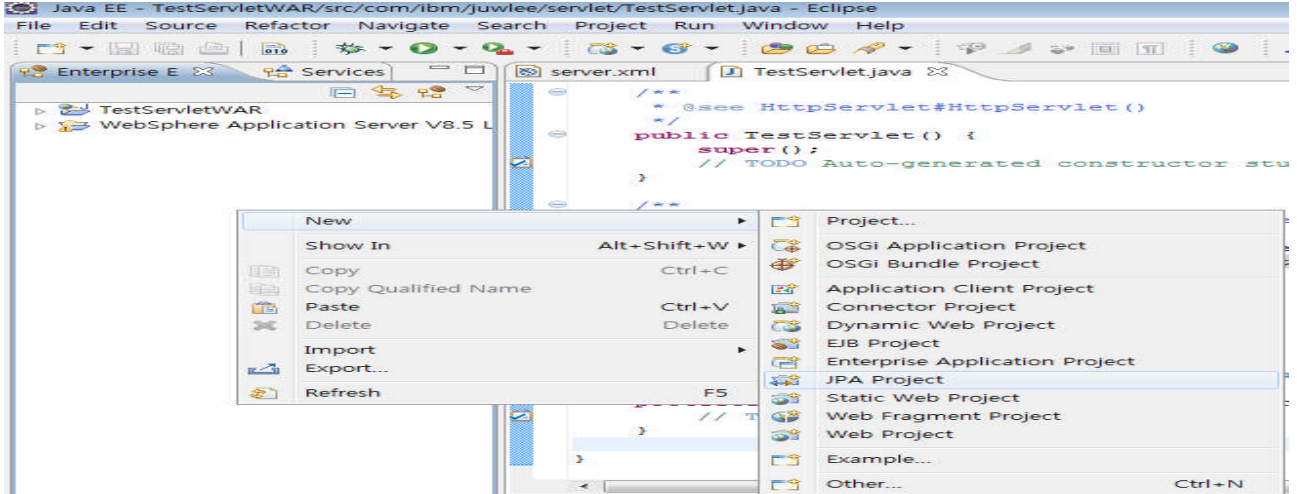 Java EE - TestServletWAR/src/com/ibm/juwlee/servlet/TestServlet.java - Eclipse
File Edit Source Refactor Navigate Search Project Run Window Help
Enterprise E Services
server.xml TestServlet.java
TestServletWAR
WebSphere Application Server V8.5 L
/**
* @see HttpServlet#HttpServlet()
*/
public TestServlet() {
super();
// TODO Auto-generated constructor stu
}
/**
New
Show In Alt+Shift+W
Copy Ctrl+C
Copy Qualified Name
Paste Ctrl+V
Delete Delete
Import
Export...
Refresh F5
Project...
OSGi Application Project
OSGi Bundle Project
Application Client Project
Connector Project
Dynamic Web Project
EJB Project
Enterprise Application Project
JPA Project
Static Web Project
Web Fragment Project
Web Project
Example...
Other... Ctrl+N
// T
}
}